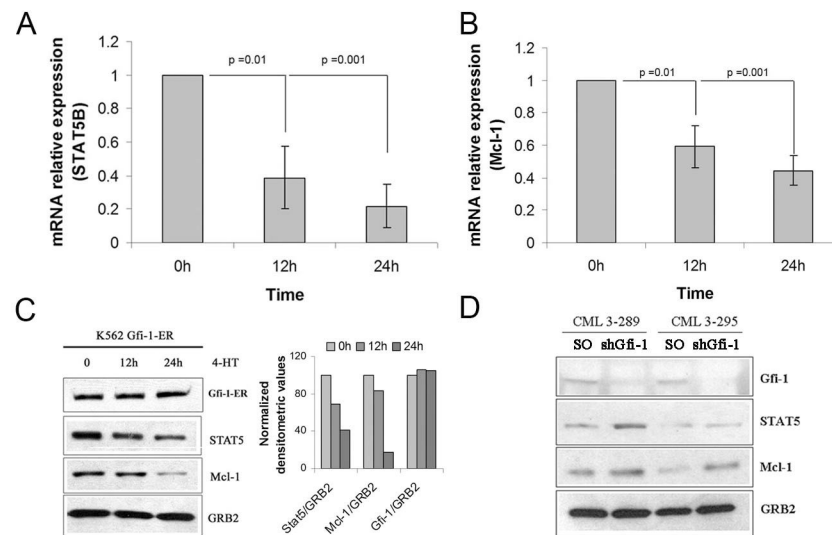 A
mRNA relative expression
(STAT5B)
1
0.8
0.6
0.4
0.2
0
p =0.01
p =0.001
0h
12h
24h
Time
B
mRNA relative expression
(Mcl-1)
1.2
1
0.8
0.6
0.4
0.2
0
p =0.01
p =0.001
0h
12h
24h
Time
C
K562 Gfi-1-ER
0
12h
24h
4-HT
Gfi-1-ER
STAT5
Mcl-1
GRB2
0h
12h
24h
Normalized
densitometric values
120
80
40
0
Stat5/GRB2
Mcl-1/GRB2
Gfi-1/GRB2
D
CML 3-289
CML 3-295
SO
shGfi-1
SO
shGfi-1
Gfi-1
STAT5
Mcl-1
GRB2